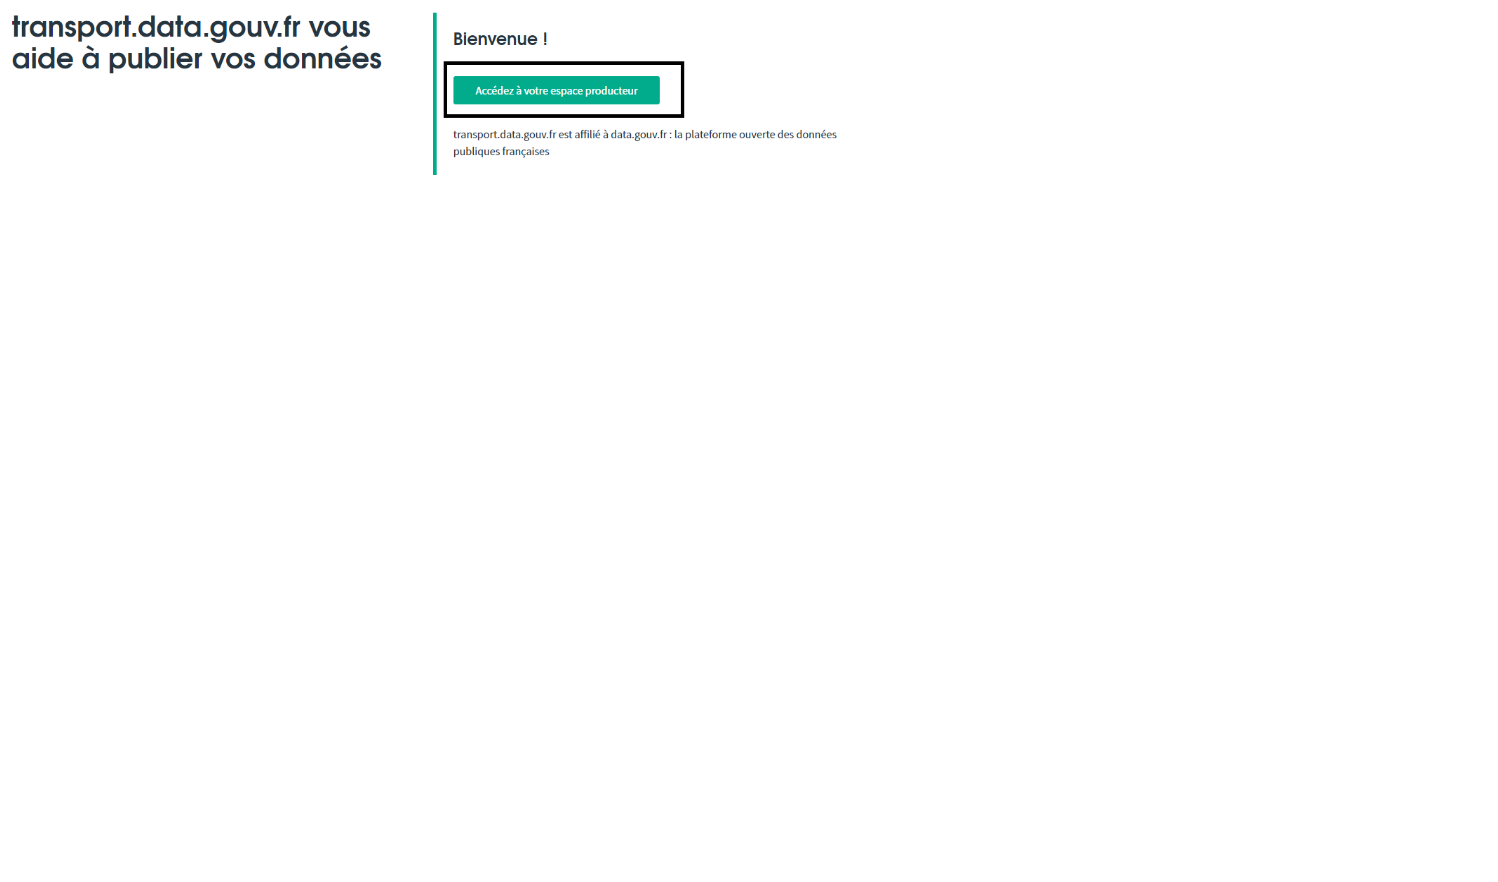 transport.data.gouv.fr vous
aide à publier vos données
Bienvenue !
Accédez à votre espace producteur
transport.data.gouv.fr est affilié à data.gouv.fr : la plateforme ouverte des données
publiques françaises